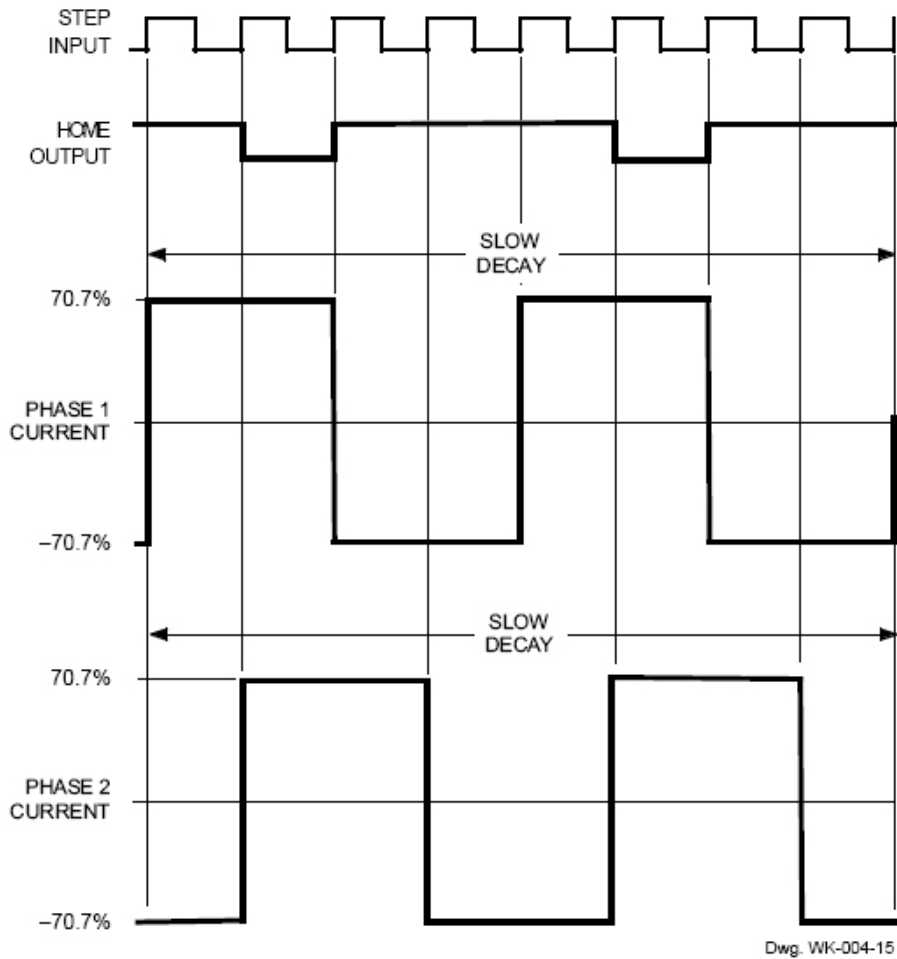 STEP
INPUT
HOME
OUTPUT
SLOW
DECAY
70.7%
PHASE 1
CURRENT
–70.7%
SLOW
DECAY
70.7%
PHASE 2
CURRENT
–70.7%
Dwg. WK-004-15